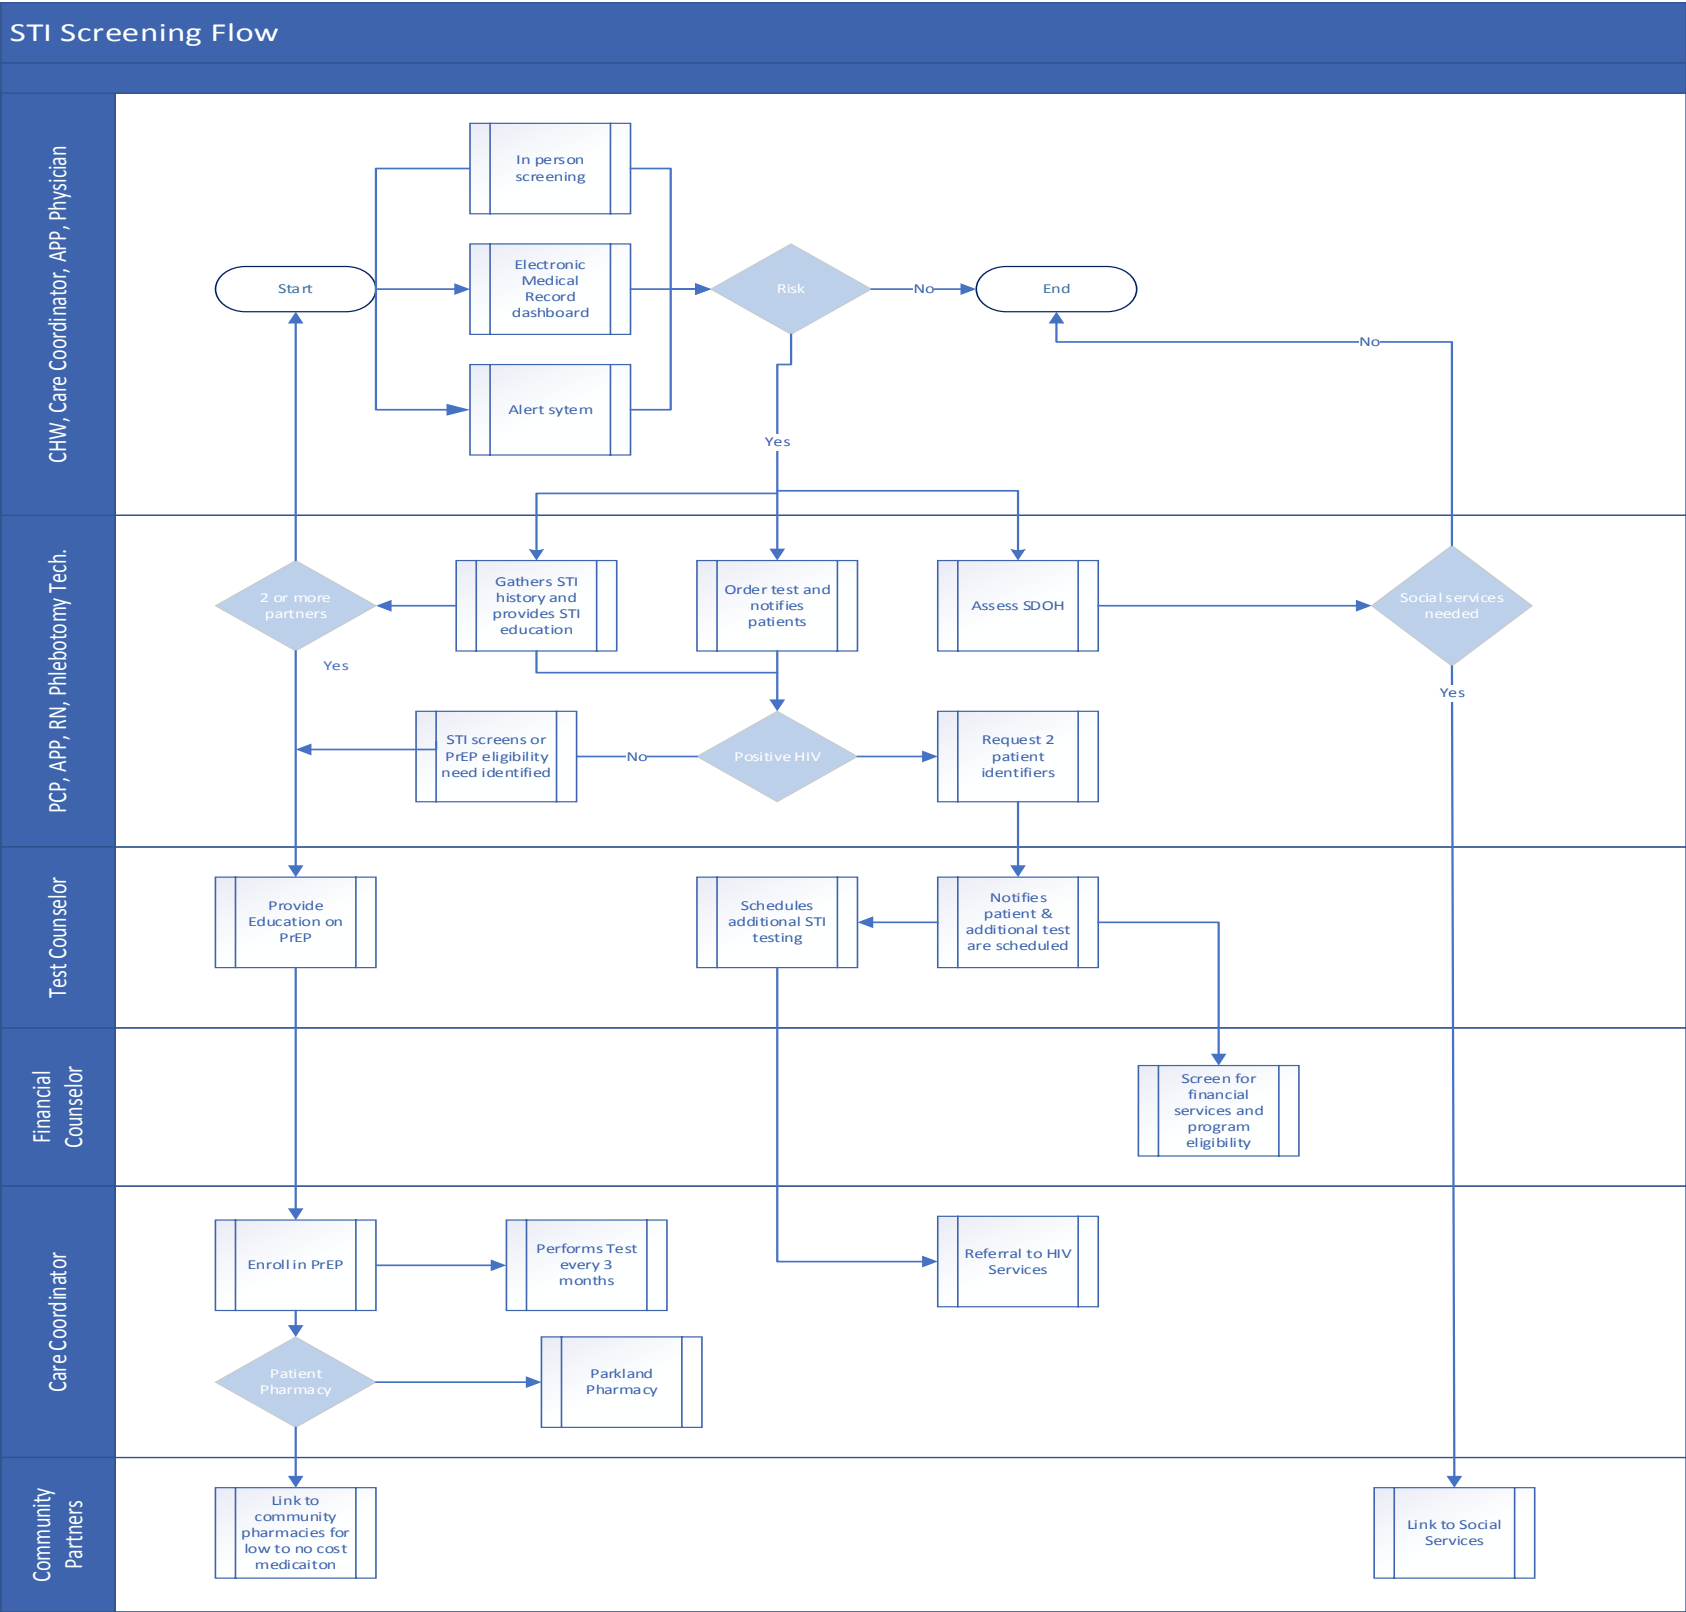 STI Screening Flow
CHW, Care Coordinator, APP, Physician
In person
screening
Start
Electronic
Medical
Record
dashboard
Risk
No
End
No
Alert sytem
Yes
PCP, APP, RN, Phlebotomy Tech.
2 or more
partners
Gathers STI
history and
provides STI
education
Order test and
notifies
patients
Assess SDOH
Social services
needed
Yes
Yes
STI screens or
PrEP eligibility
need identified
No
Positive HIV
Request 2
patient
identifiers
Test Counselor
Provide
Education on
PrEP
Schedules
additional STI
testing
Notifies
patient &
additional test
are scheduled
Financial
Counselor
Screen for
financial
services and
program
eligibility
Care Coordinator
Enroll in PrEP
Performs Test
every 3
months
Referral to HIV
Services
Patient
Pharmacy
Parkland
Pharmacy
Community
Partners
Link to
community
pharmacies for
low to no cost
medicaiton
Link to Social
Services